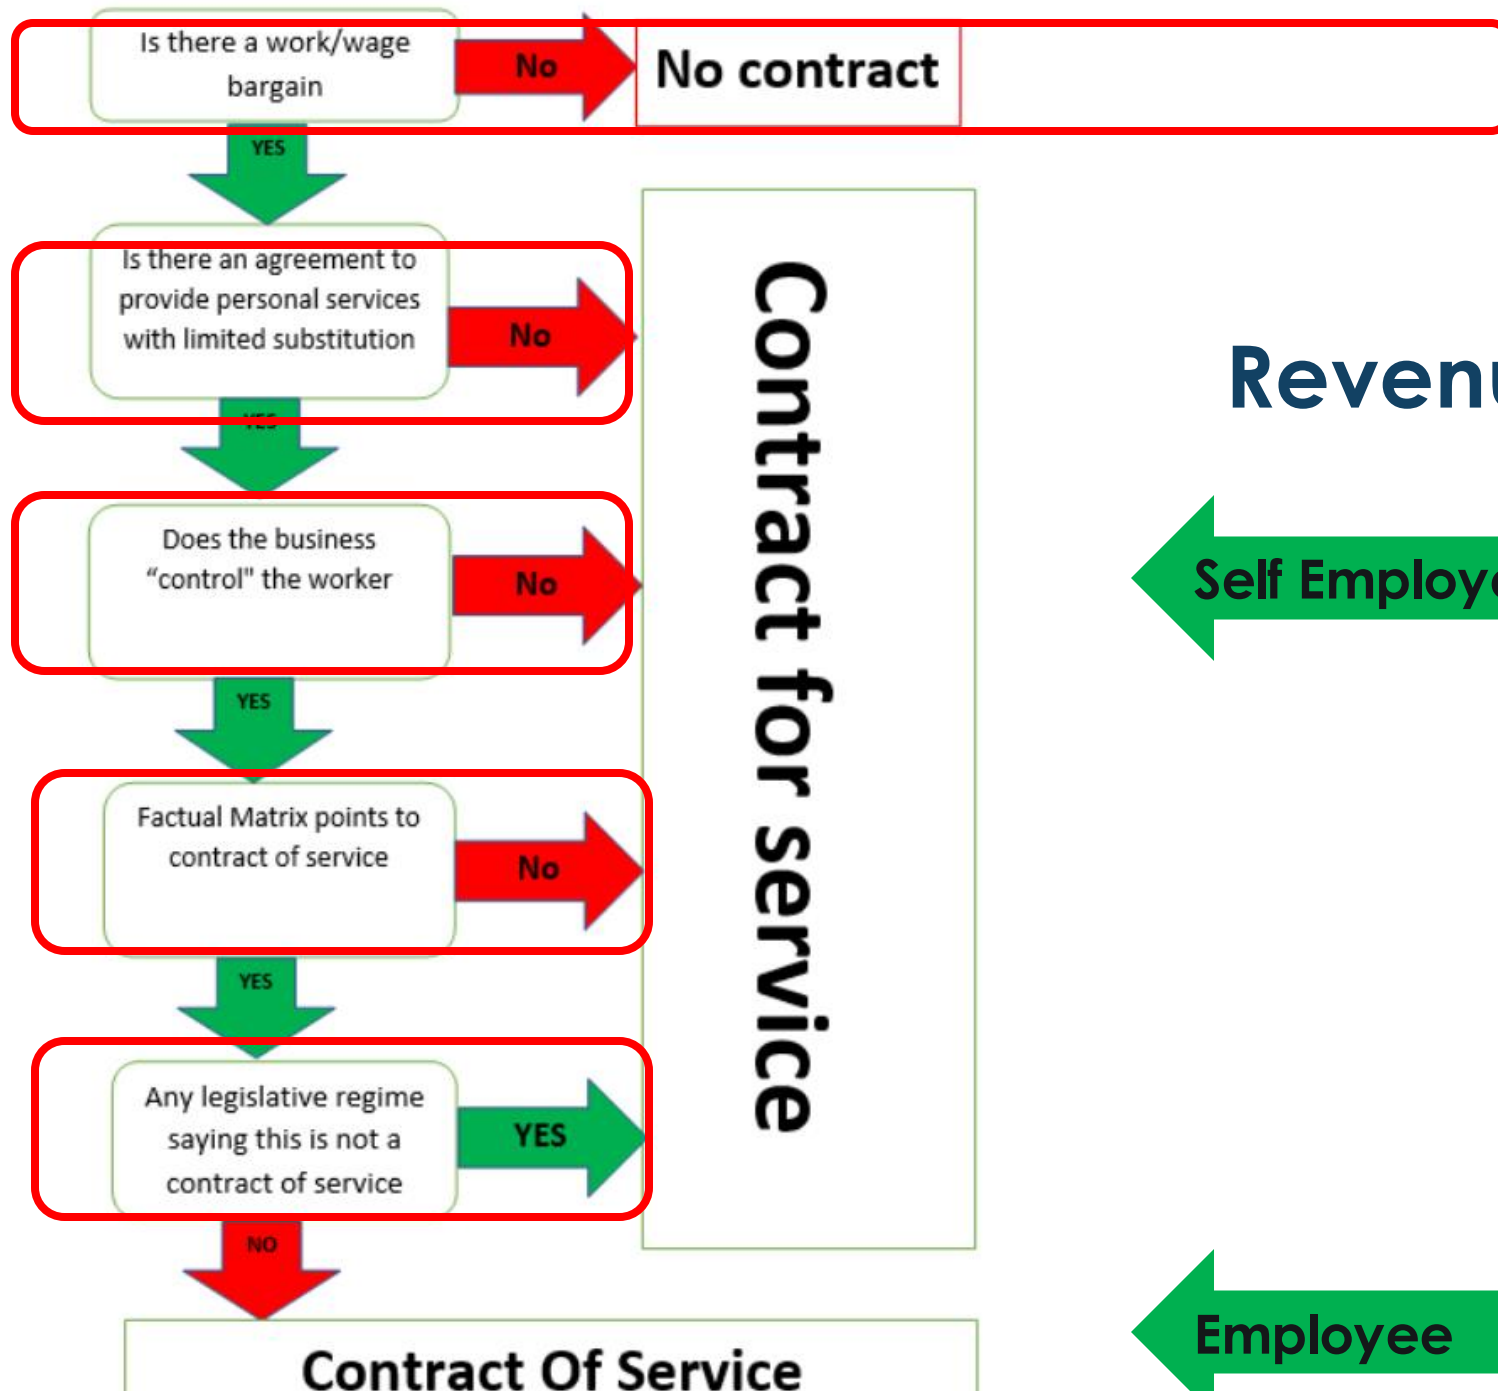 Is there a work/wage
bargain
No
No contract
YES
Is there an agreement to
provide personal services
with limited substitution
No
YES
Does the business
“control" the worker
No
YES
Factual Matrix points to
contract of service
No
YES
Any legislative regime
saying this is not a
contract of service
YES
NO
Contract for service
Contract Of Service
Self Employe
Employee